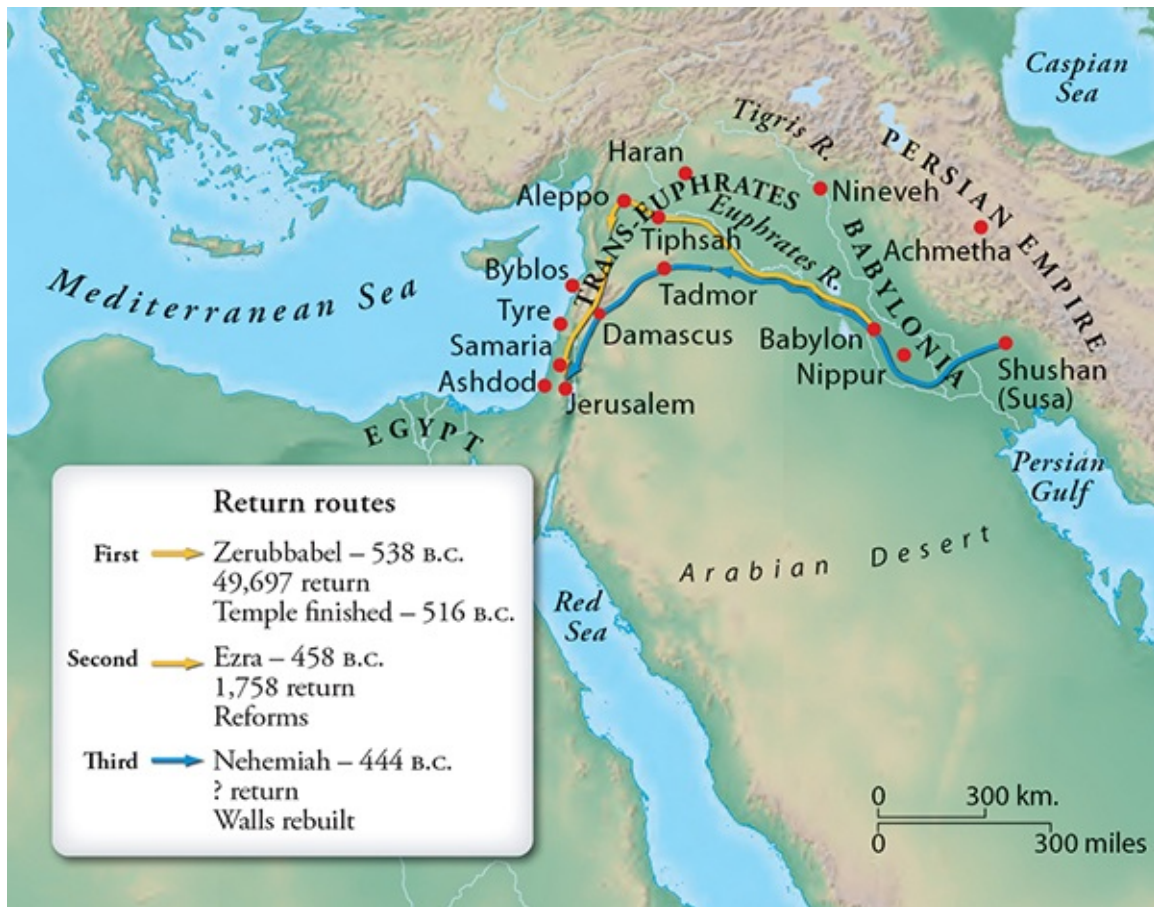 Caspian
Sea
Tigris R.
PERSIAN EMPIRE
Haran
Nineveh
Aleppo
TRANS-EUPHRATES
Euphrates R.
BABYLONIA
Achmetha
Tiphsah
Byblos
Mediterranean Sea
Tadmor
Tyre
Damascus
Babylon
Samaria
Nippur
Shushan
(Susa)
Ashdod
Jerusalem
EGYPT
Persian
Gulf
Return routes
First Zerubbabel – 538 B.C.
49,697 return
Temple finished – 516 B.C.
Second Ezra – 458 B.C.
1,758 return
Reforms
Third Nehemiah – 444 B.C.
? return
Walls rebuilt
Arabian Desert
Red
Sea
0 300 km.
0 300 miles